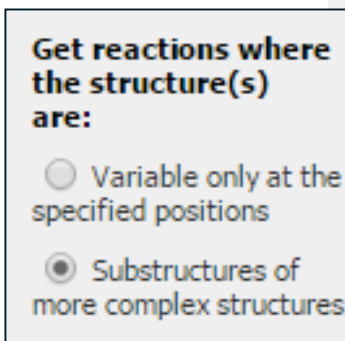 Get reactions where
the structure(s)
are:
Variable only at the
specified positions
Substructures of
more complex structures